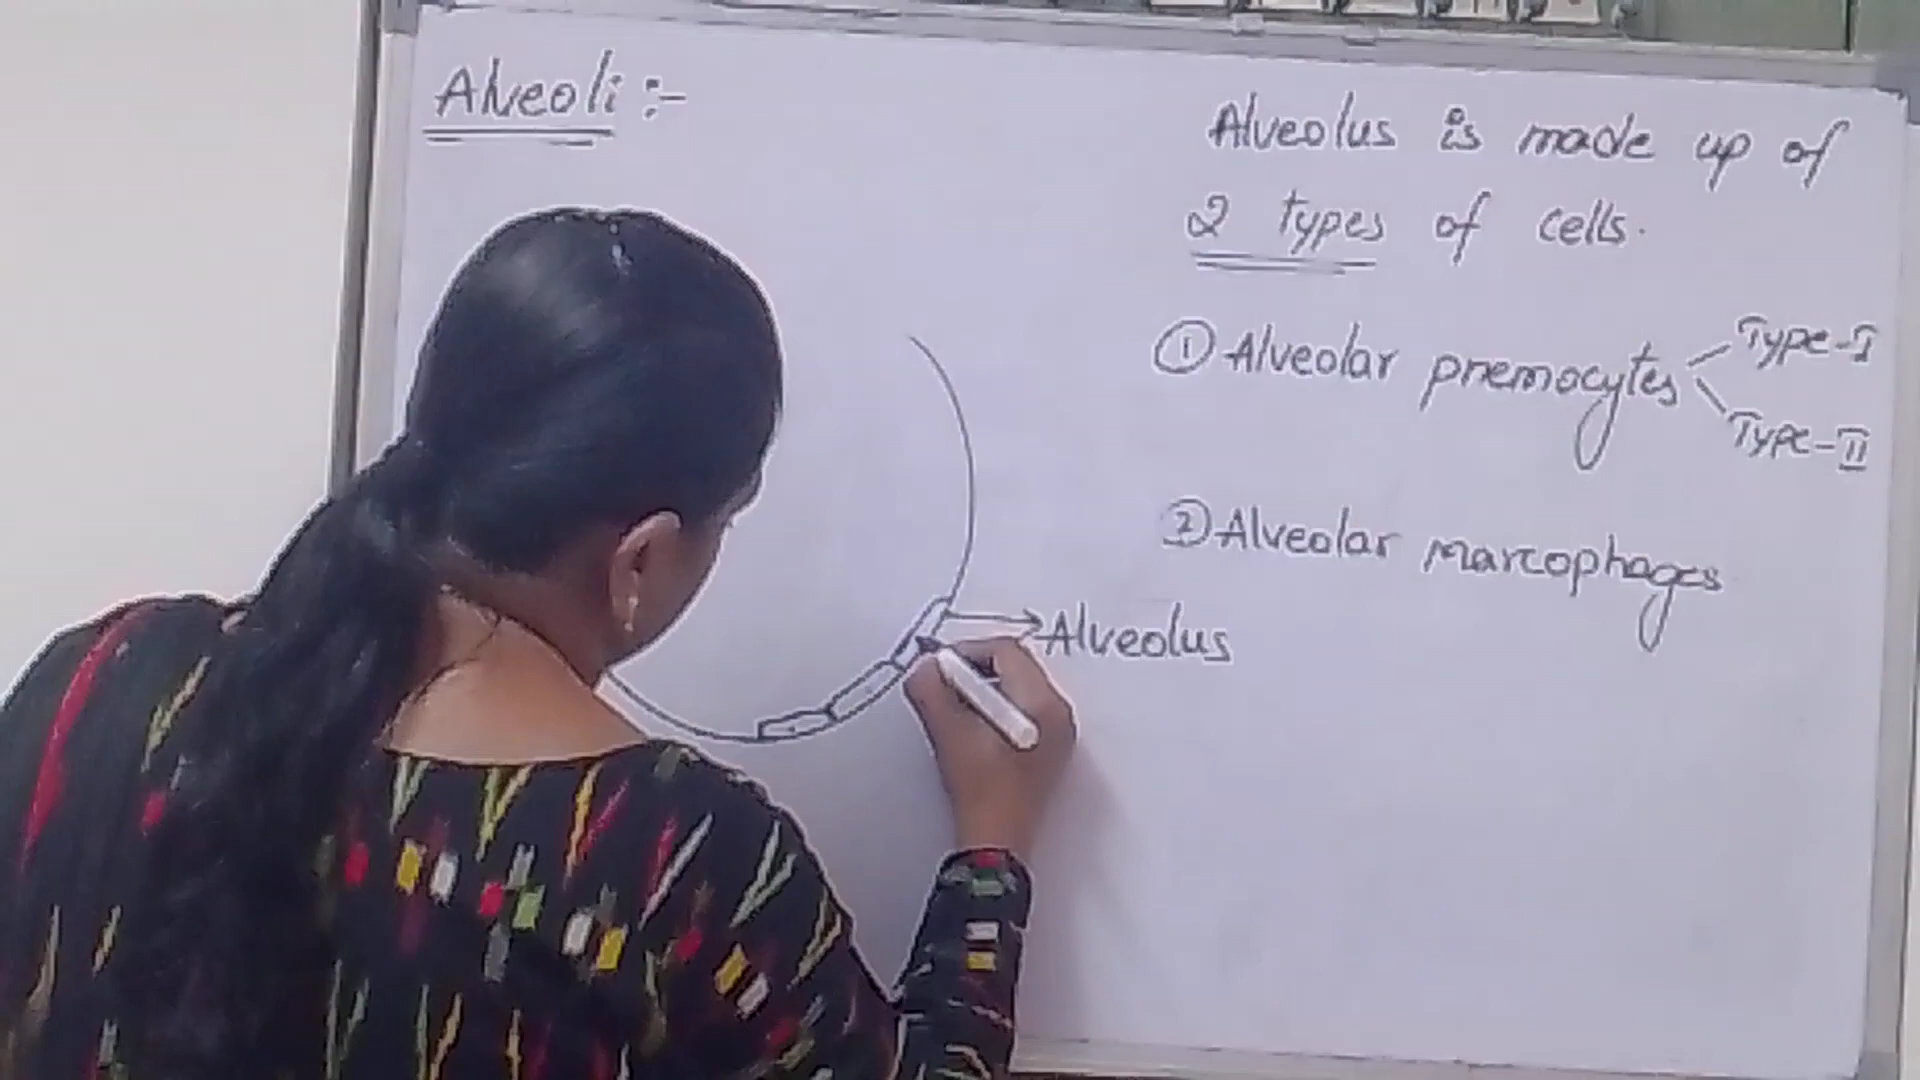 Alveoli :-
Alveolus is made up of
2 types of cells.
① Alveolar pnemocytes
Type-I
Type-II
② Alveolar marcophages
Alveolus